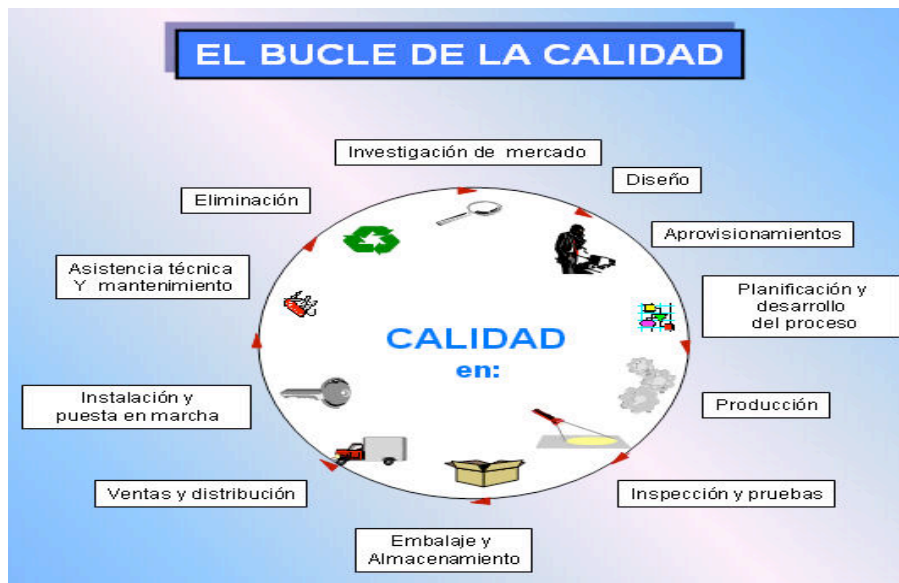 EL BUCLE DE LA CALIDAD
Investigación de mercado
Diseño
Aprovisionamientos
Planificación y
desarrollo
del proceso
Producción
Inspección y pruebas
Embalaje y
Almacenamiento
Ventas y distribución
Instalación y
puesta en marcha
Asistencia técnica
Y mantenimiento
Eliminación
CALIDAD
en: